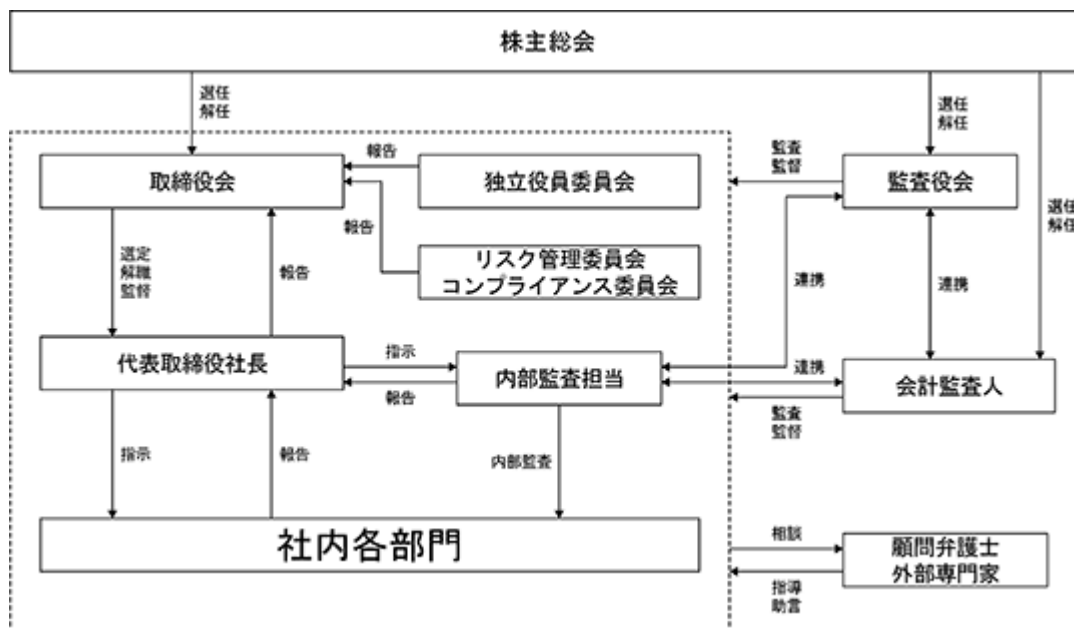 株主総会
選任
解任
選任
解任
選任
解任
取締役会
報告
独立役員委員会
監査
監督
監査役会
報告
リスク管理委員会
コンプライアンス委員会
選定
解職
監督
報告
連携
連携
代表取締役社長
指示
報告
内部監査担当
連携
会計監査人
監査
監督
指示
報告
内部監査
社内各部門
相談
指導
助言
顧問弁護士
外部専門家